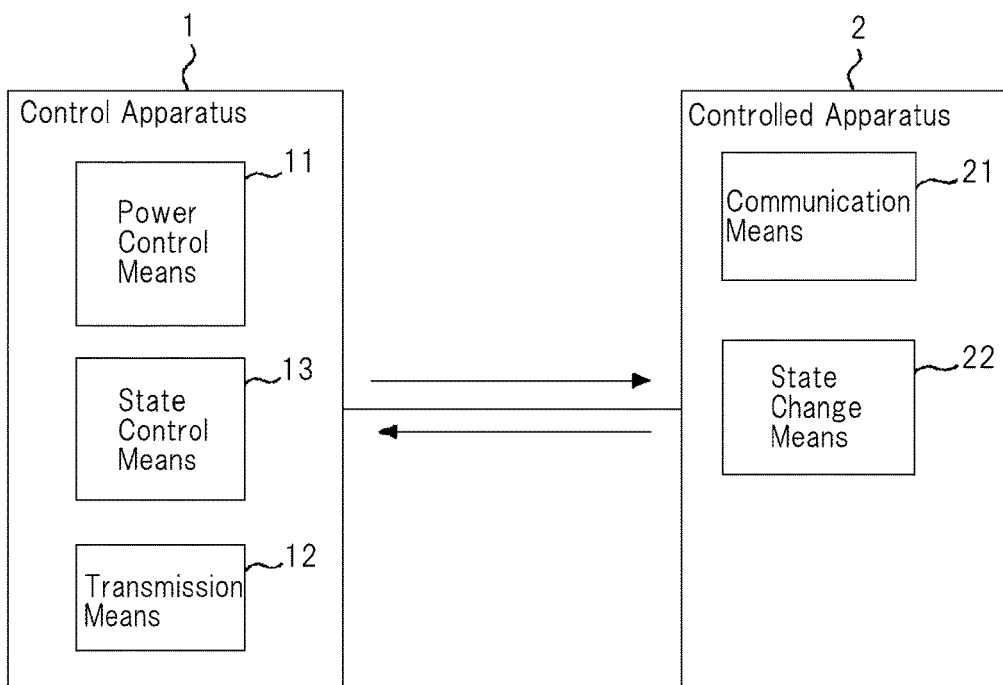 1
Control Apparatus
11
Power
Control
Means
13
State
Control
Means
12
Transmission
Means
2
Controlled Apparatus
21
Communication
Means
22
State
Change
Means